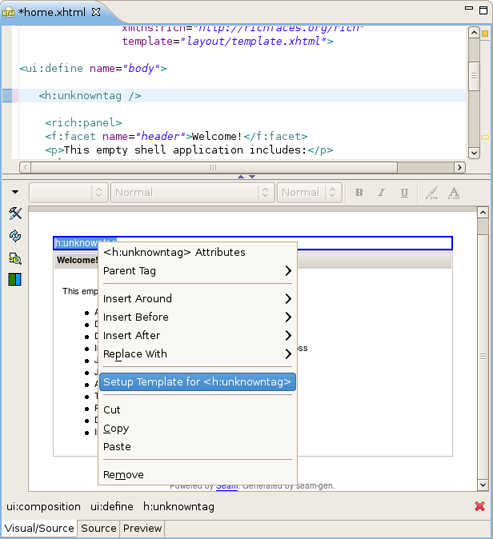 *home.xhtml
xmlns:rich="http://richfaces.org/rich"
template="layout/template.xhtml">
<ui:define name="body">
<h:unknowntag />
<rich:panel>
<f:facet name="header">Welcome!</f:facet>
<p>This empty shell application includes:</p>
Normal
Normal
B I U A
h:unknowntag
Welcome!
<h:unknowntag> Attributes
Parent Tag
This emp
Insert Around
Insert Before
Insert After
Replace With
Setup Template for <h:unknowntag>
Cut
Copy
Paste
Remove
Powered by Seam. Generated by seam-gen.
ui:composition ui:define h:unknowntag
Visual/Source Source Preview